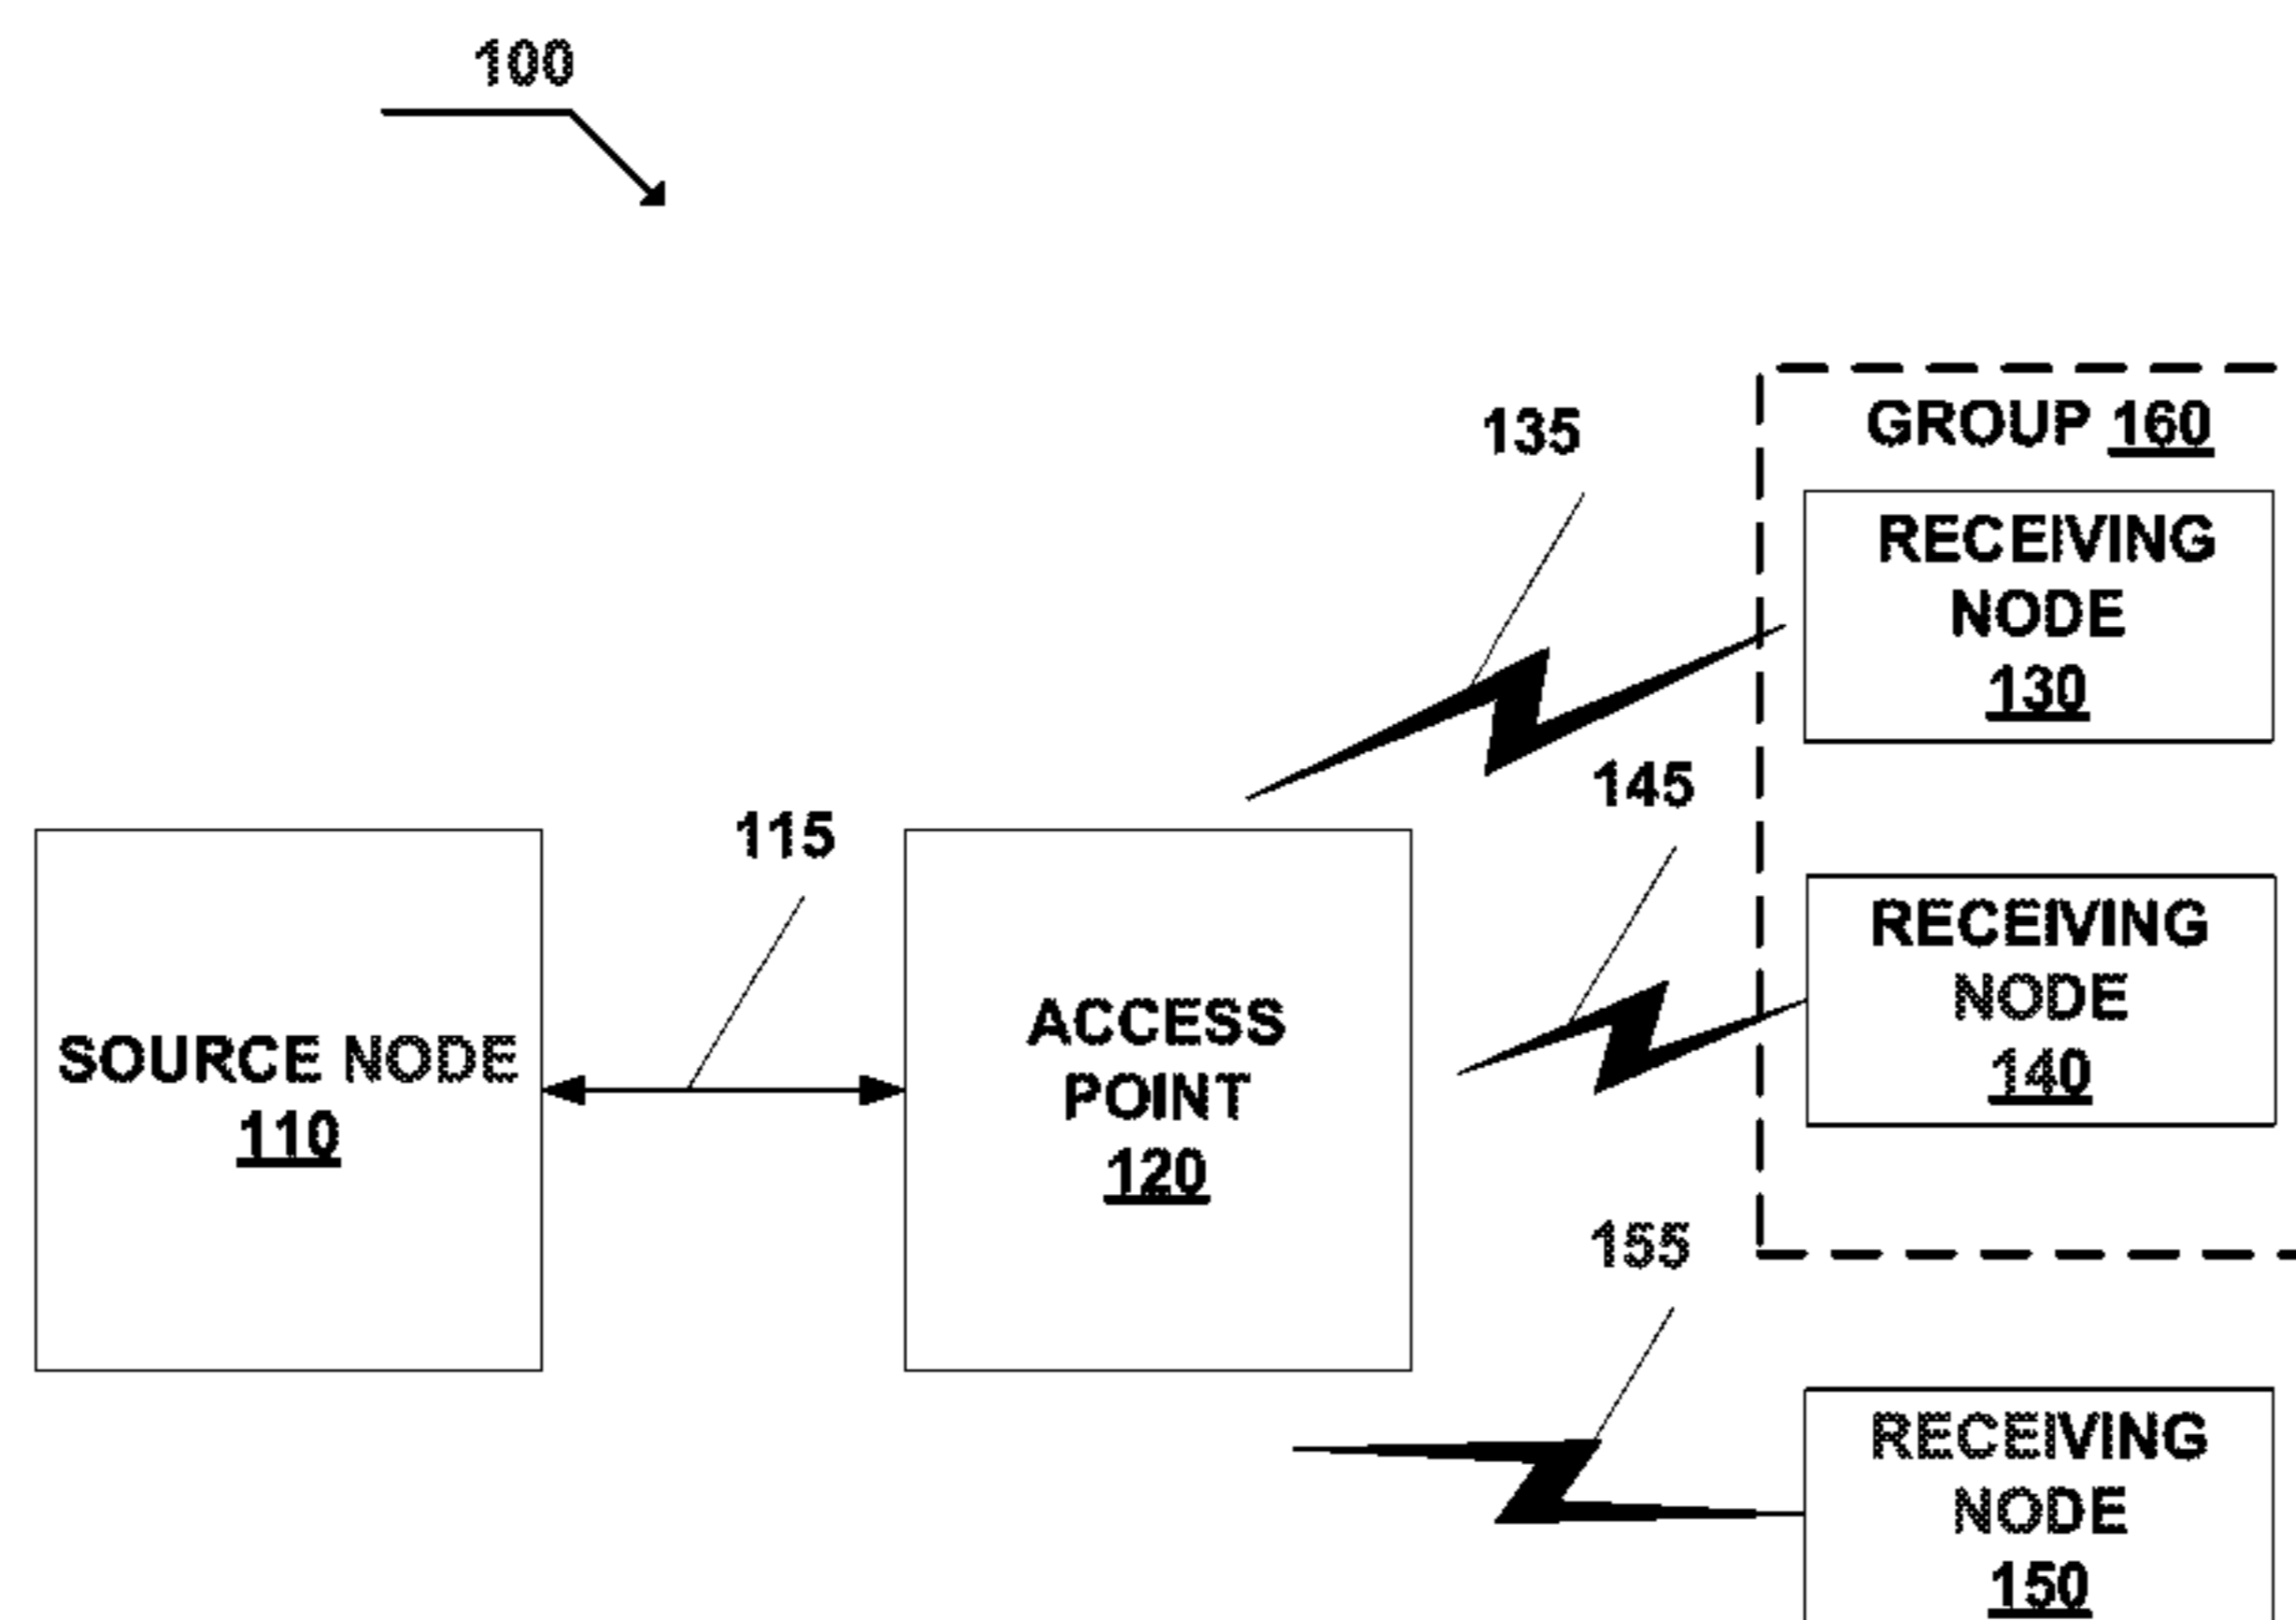 100
GROUP 160
135
RECEIVING
NODE
130
145
115
RECEIVING
NODE
140
SOURCE NODE
110
ACCESS
POINT
120
155
RECEIVING
NODE
150